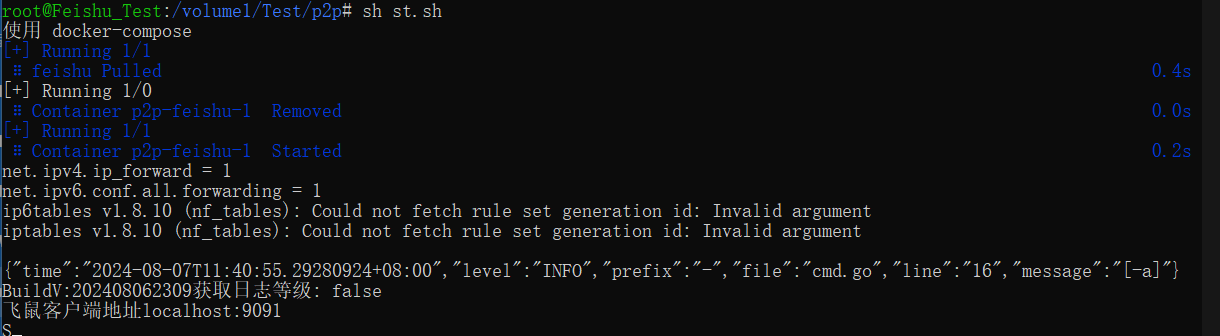 root@Feishu_Test:/volume1/Test/p2p# sh st.sh
使用 docker-compose
[+] Running 1/1
⠿ feishu Pulled 0.4s
[+] Running 1/0
⠿ Container p2p-feishu-1 Removed 0.0s
[+] Running 1/1
⠿ Container p2p-feishu-1 Started 0.2s
net.ipv4.ip_forward = 1
net.ipv6.conf.all.forwarding = 1
ip6tables v1.8.10 (nf_tables): Could not fetch rule set generation id: Invalid argument
iptables v1.8.10 (nf_tables): Could not fetch rule set generation id: Invalid argument
{"time":"2024-08-07T11:40:55.29280924+08:00","level":"INFO","prefix":"-","file":"cmd.go","line":"16","message":"[-a]"}
BuildV:202408062309获取日志等级: false
飞鼠客户端地址localhost:9091
S_